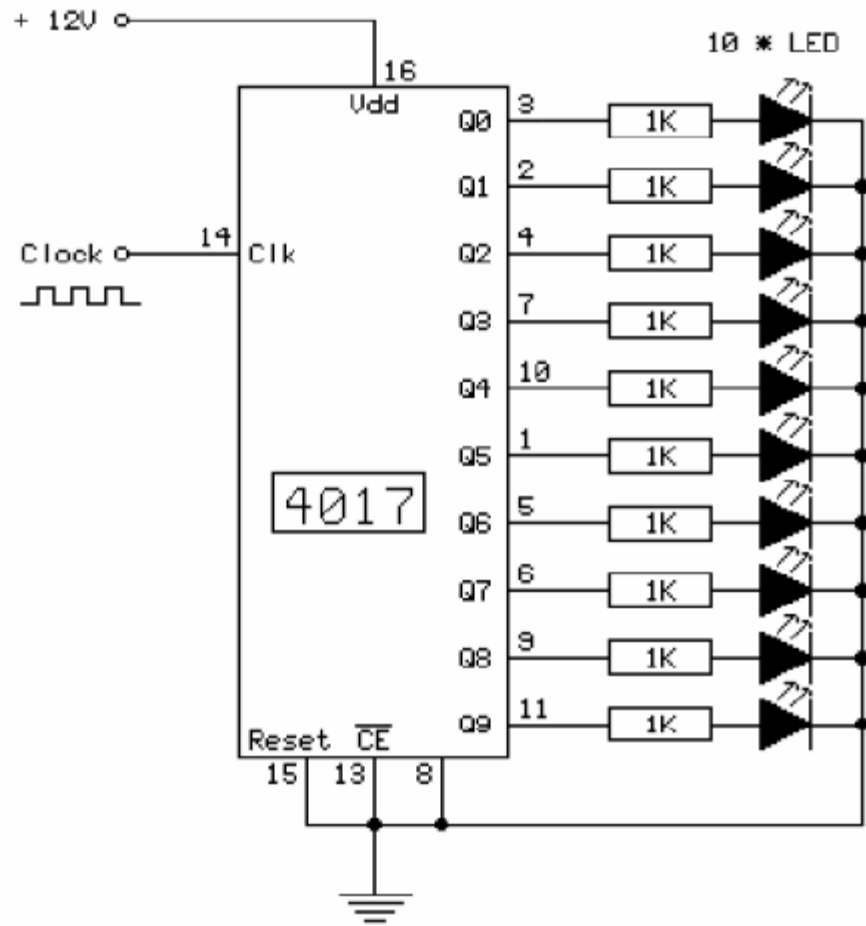 + 12V
10 * LED
16
Vdd
Q0 3 1K
Q1 2 1K
Clock 14 Clk Q2 4 1K
Q3 7 1K
Q4 10 1K
Q5 1 1K
4017
Q6 5 1K
Q7 6 1K
Q8 9 1K
Q9 11 1K
Reset CE
15 13 8